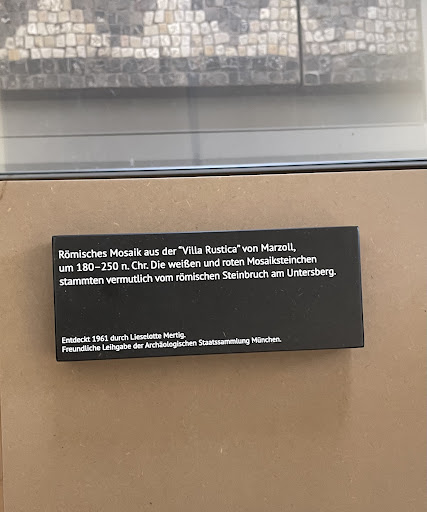 Römisches Mosaik aus der "Villa Rustica" von Marzoll,
um 180–250 n. Chr. Die weißen und roten Mosaiksteinchen
stammten vermutlich vom römischen Steinbruch am Untersberg.
Entdeckt 1961 durch Lieselotte Mertig.
Freundliche Leihgabe der Archäologischen Staatssammlung München.